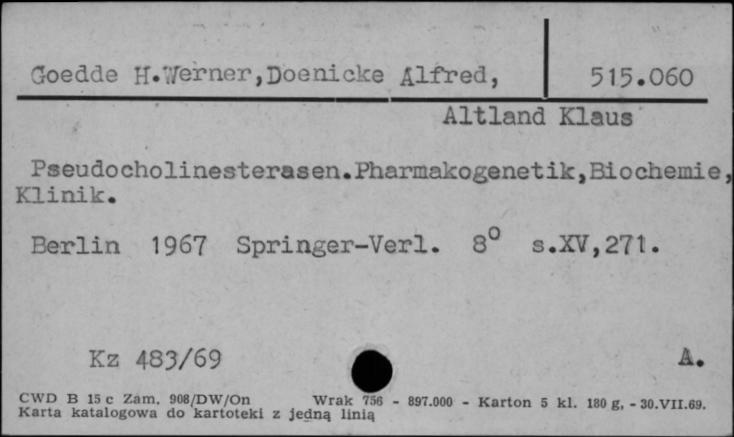 Goedde H.Werner,Doenicke Alfred, 515.060
Altland Klaus
Pseudocholinesterasen.Pharmakogenetik,Biochemie,
Klinik.
Berlin 1967 Springer-Verl. 8° s.XV,271.
Kz 483/69 A.
CWD B 15 c Zam. 908/DW/On Wrak 756 - 897.000 - Karton 5 kl. 180 g, - 30.VII.69.
Karta katalogowa do kartoteki z jedną linią